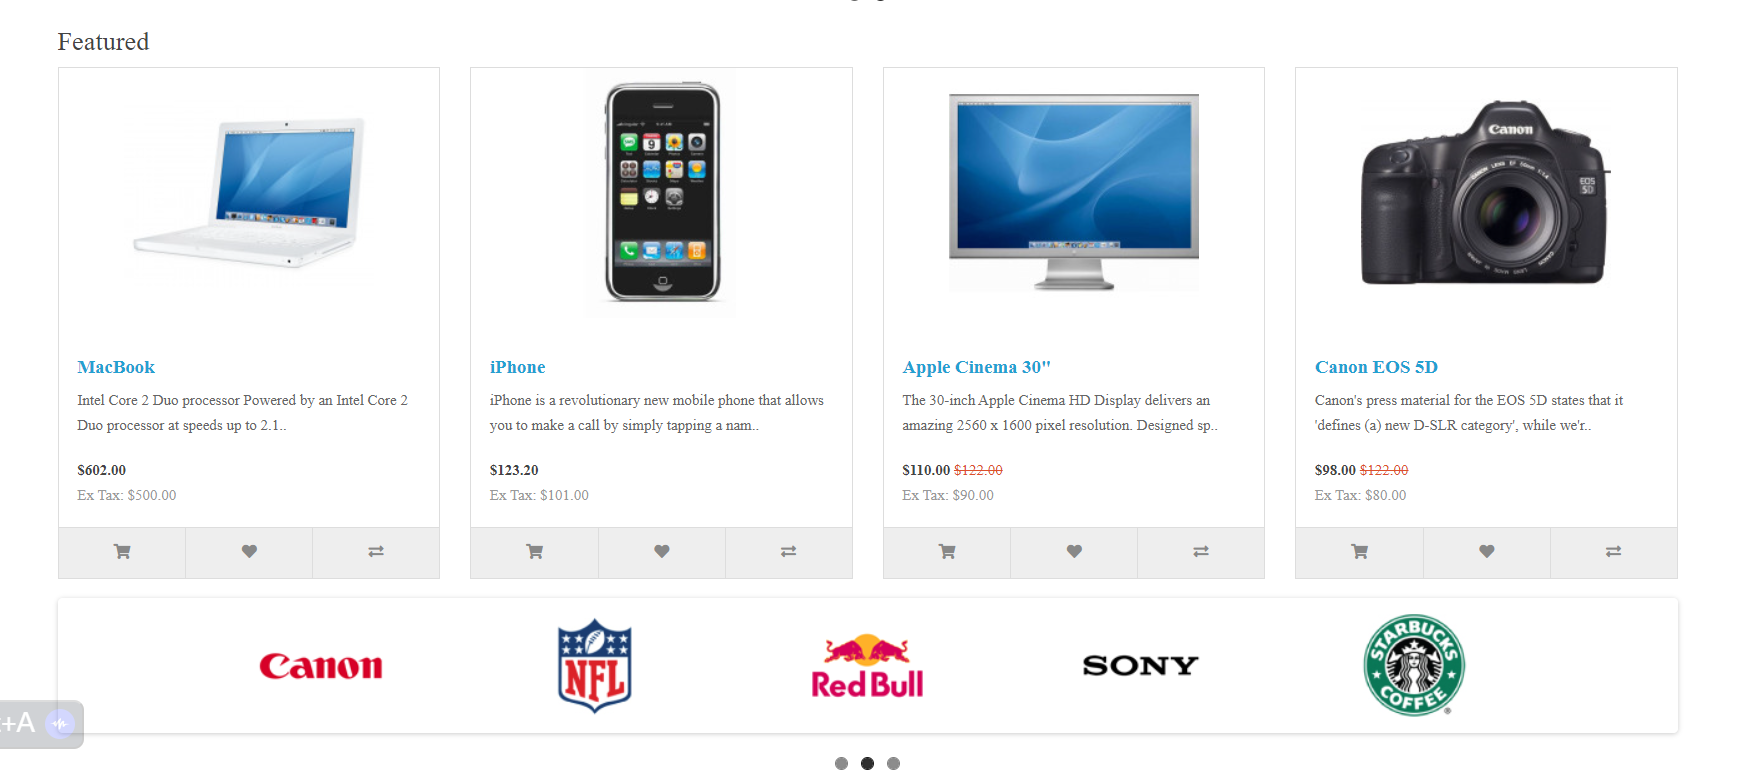 Featured
Canon
EOS
5D
MacBook
Intel Core 2 Duo processor Powered by an Intel Core 2
Duo processor at speeds up to 2.1..
$602.00
Ex Tax: $500.00
iPhone
iPhone is a revolutionary new mobile phone that allows
you to make a call by simply tapping a nam..
$123.20
Ex Tax: $101.00
Apple Cinema 30"
The 30-inch Apple Cinema HD Display delivers an
amazing 2560 x 1600 pixel resolution. Designed sp..
$110.00 $122.00
Ex Tax: $90.00
Canon EOS 5D
Canon's press material for the EOS 5D states that it
'defines (a) new D-SLR category', while we'r..
$98.00 $122.00
Ex Tax: $80.00
Canon
NFL
Red Bull
SONY
STARBUCKS
COFFEE
+A